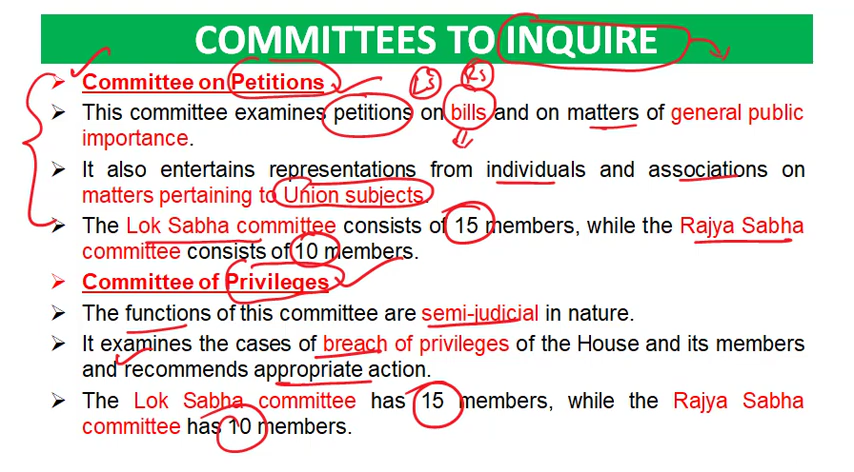 COMMITTEES TO INQUIRE
➢ Committee on Petitions
LS
RS
➢ This committee examines petitions on bills and on matters of general public
importance.
➢ It also entertains representations from individuals and associations on
matters pertaining to Union subjects.
➢ The Lok Sabha committee consists of 15 members, while the Rajya Sabha
committee consists of 10 members.
➢ Committee of Privileges
➢ The functions of this committee are semi-judicial in nature.
➢ It examines the cases of breach of privileges of the House and its members
and recommends appropriate action.
➢ The Lok Sabha committee has 15 members, while the Rajya Sabha
committee has 10 members.